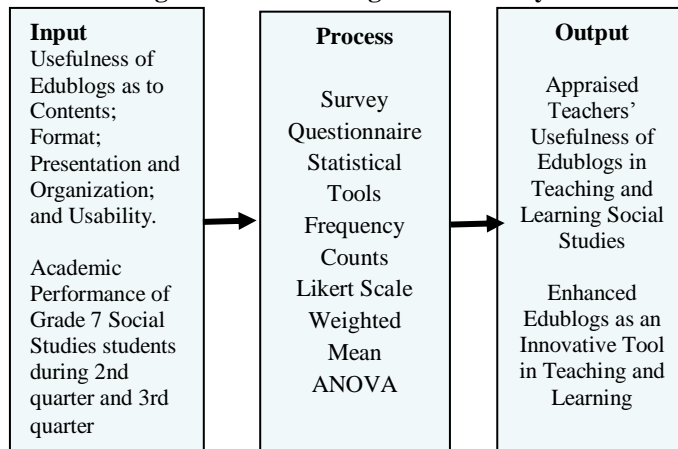 Input
Usefulness of
Edublogs as to
Contents;
Format;
Presentation and
Organization;
and Usability.
Academic
Performance of
Grade 7 Social
Studies students
during 2nd
quarter and 3rd
quarter
Process
Survey
Questionnaire
Statistical
Tools
Frequency
Counts
Likert Scale
Weighted
Mean
ANOVA
Output
Appraised
Teachers’
Usefulness of
Edublogs in
Teaching and
Learning Social
Studies
Enhanced
Edublogs as an
Innovative Tool
in Teaching and
Learning